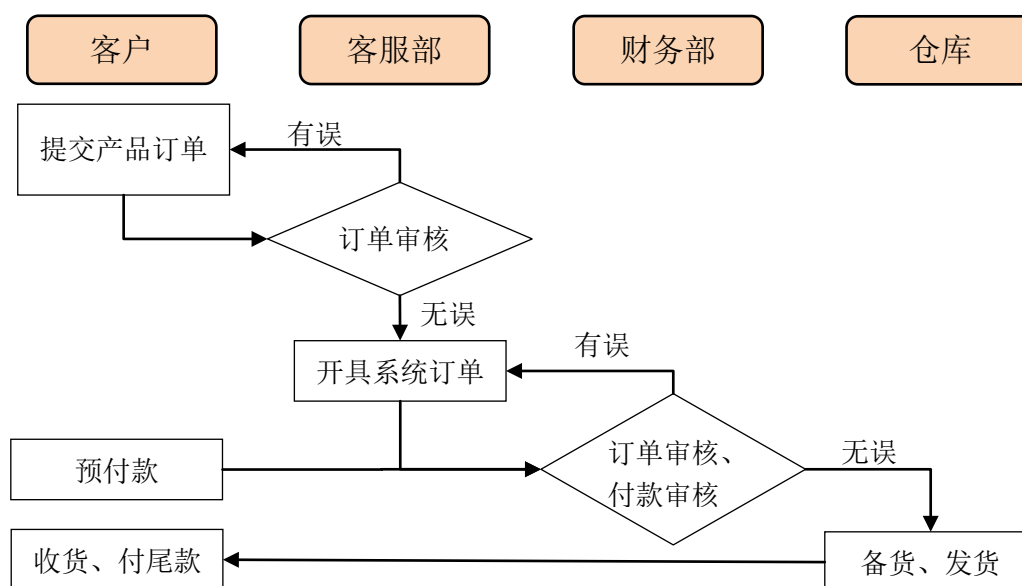 客户
客服部
财务部
仓库
提交产品订单
有误
订单审核
无误
开具系统订单
有误
预付款
订单审核、
付款审核
无误
收货、付尾款
备货、发货